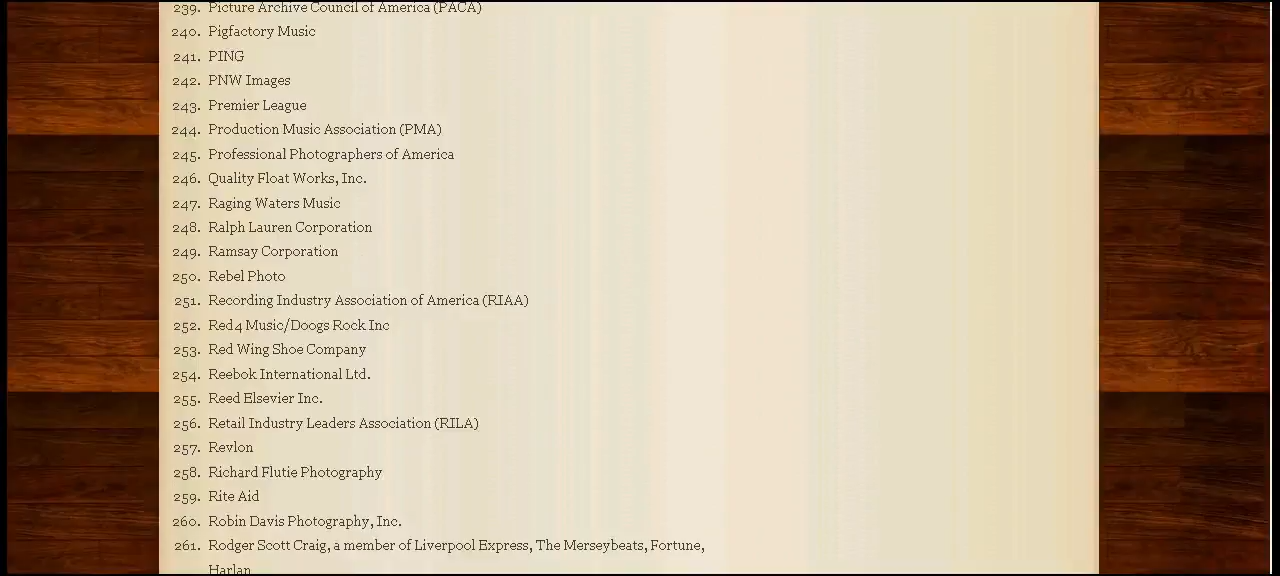 239. Picture Archive Council of America (PACA)
240. Pigfactory Music
241. PING
242. PNW Images
243. Premier League
244. Production Music Association (PMA)
245. Professional Photographers of America
246. Quality Float Works, Inc.
247. Raging Waters Music
248. Ralph Lauren Corporation
249. Ramsay Corporation
250. Rebel Photo
251. Recording Industry Association of America (RIAA)
252. Red4 Music/Doogs Rock Inc
253. Red Wing Shoe Company
254. Reebok International Ltd.
255. Reed Elsevier Inc.
256. Retail Industry Leaders Association (RILA)
257. Revlon
258. Richard Flutie Photography
259. Rite Aid
260. Robin Davis Photography, Inc.
261. Rodger Scott Craig, a member of Liverpool Express, The Merseybeats, Fortune,
Harlan